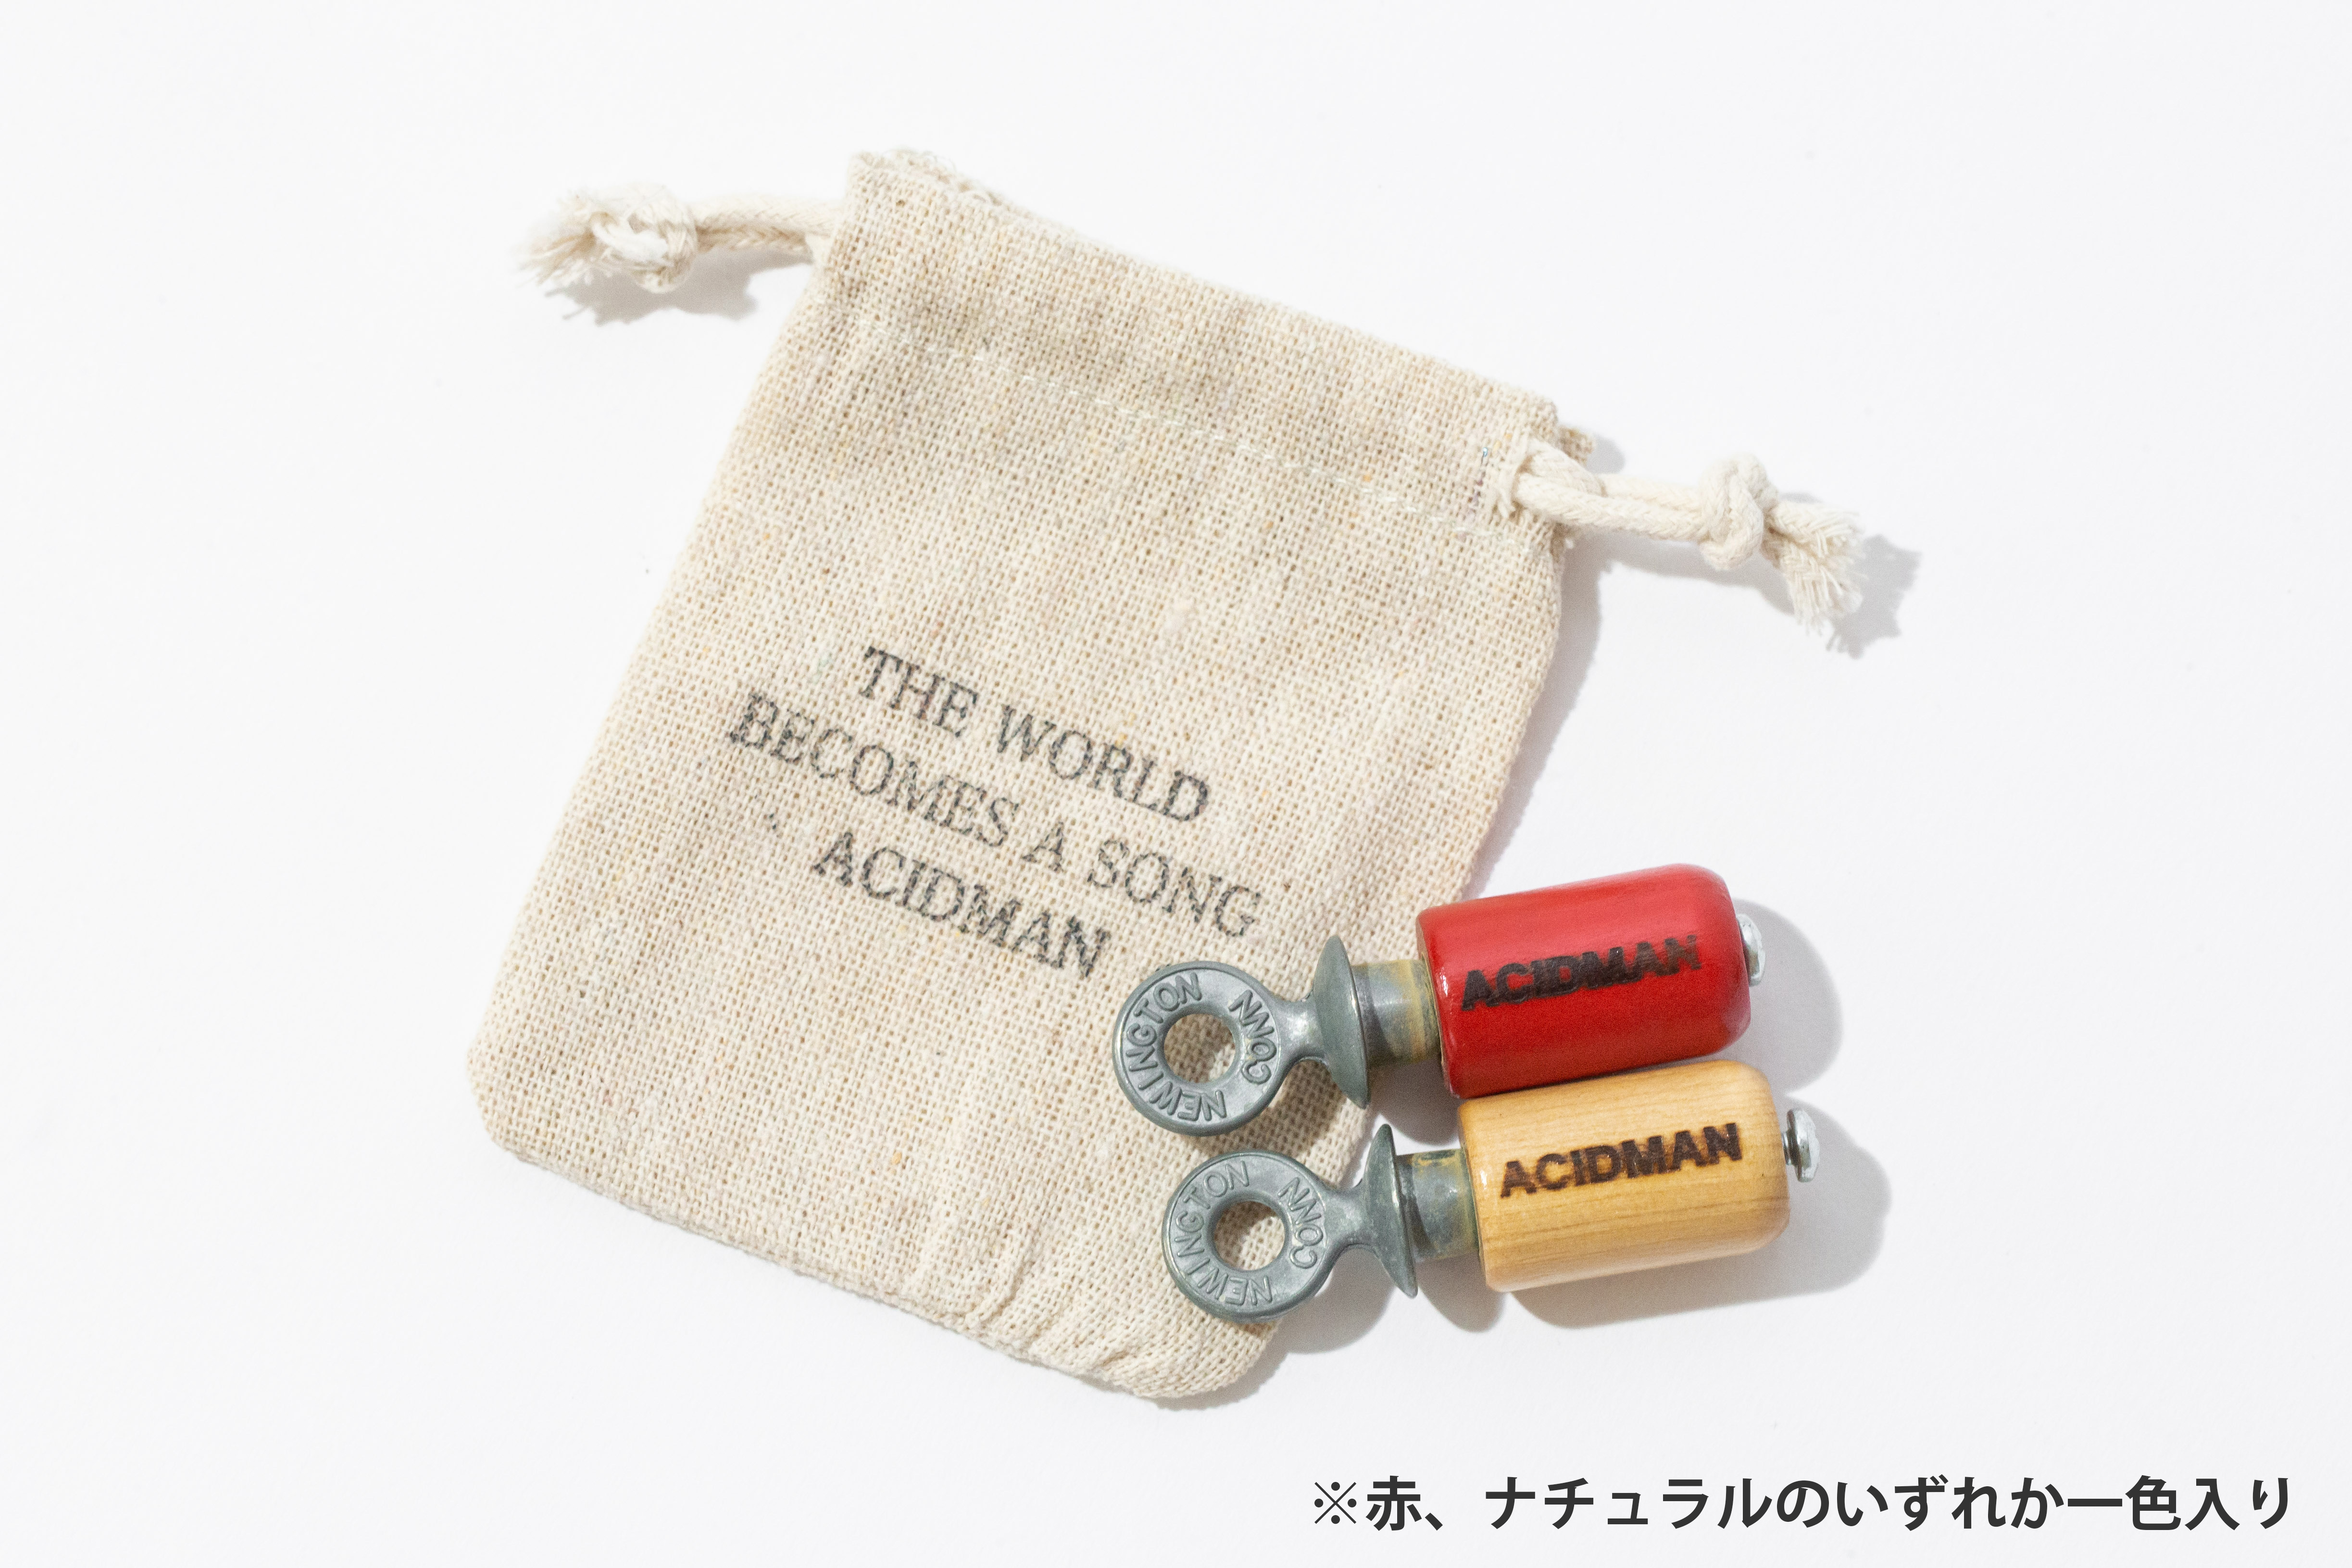 THE WORLD
BECOMES A SONG
ACIDMAN
ACIDMAN
NEWINGTON CONN
ACIDMAN
NEWINGTON CONN
※赤、ナチュラルのいずれか一色入り